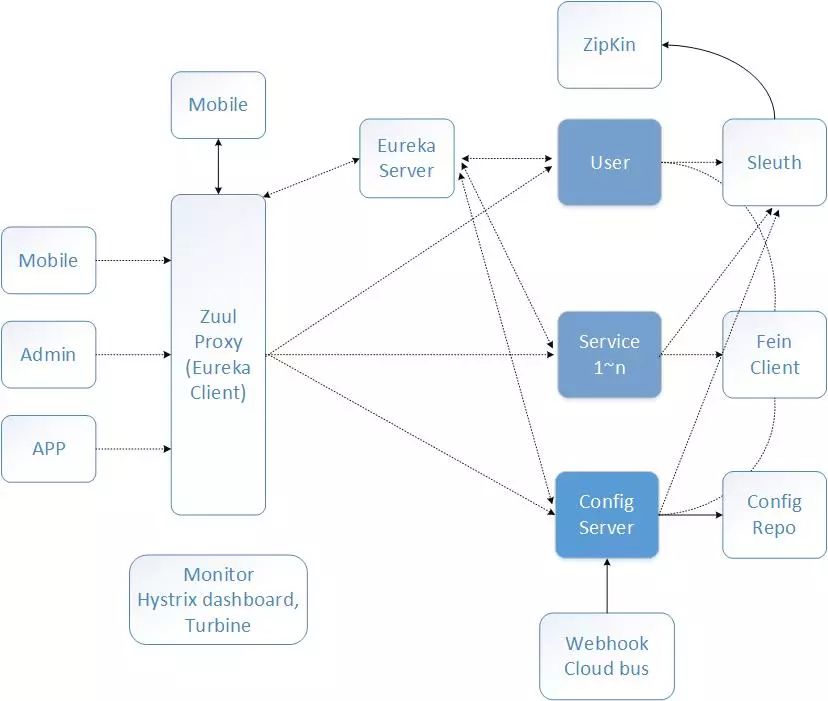 ZipKin
Mobile
Eureka
Server
User
Sleuth
Mobile
Zuul
Proxy
(Eureka
Client)
Service
1~n
Fein
Client
Admin
APP
Config
Server
Config
Repo
Monitor
Hystrix dashboard,
Turbine
Webhook
Cloud bus